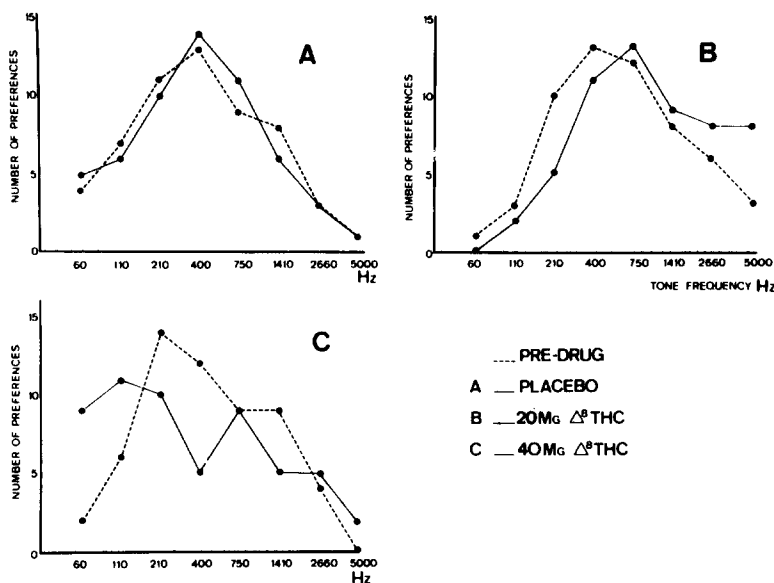 15
A
NUMBER OF PREFERENCES
10
5
0
60 110 210 400 750 1410 2660 5000
Hz
15
B
NUMBER OF PREFERENCES
10
5
0
60 110 210 400 750 1410 2660 5000
TONE FREQUENCY Hz
15
C
NUMBER OF PREFERENCES
10
5
0
60 110 210 400 750 1410 2660 5000
Hz
---- PRE-DRUG
A — PLACEBO
B — 20MG Δ⁸THC
C — 40MG Δ⁸THC